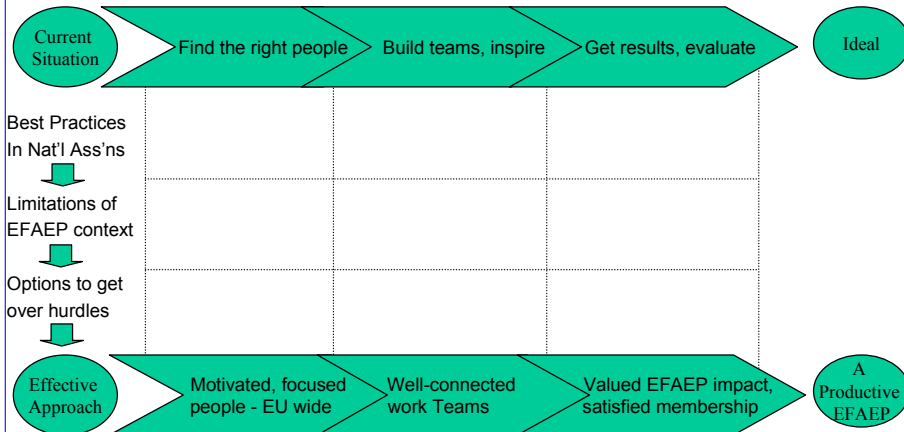 Current
Situation
Find the right people
Build teams, inspire
Get results, evaluate
Ideal
Best Practices
In Nat'l Ass'ns
Limitations of
EFAEP context
Options to get
over hurdles
Effective
Approach
Motivated, focused
people - EU wide
Well-connected
work Teams
Valued EFAEP impact,
satisfied membership
A
Productive
EFAEP